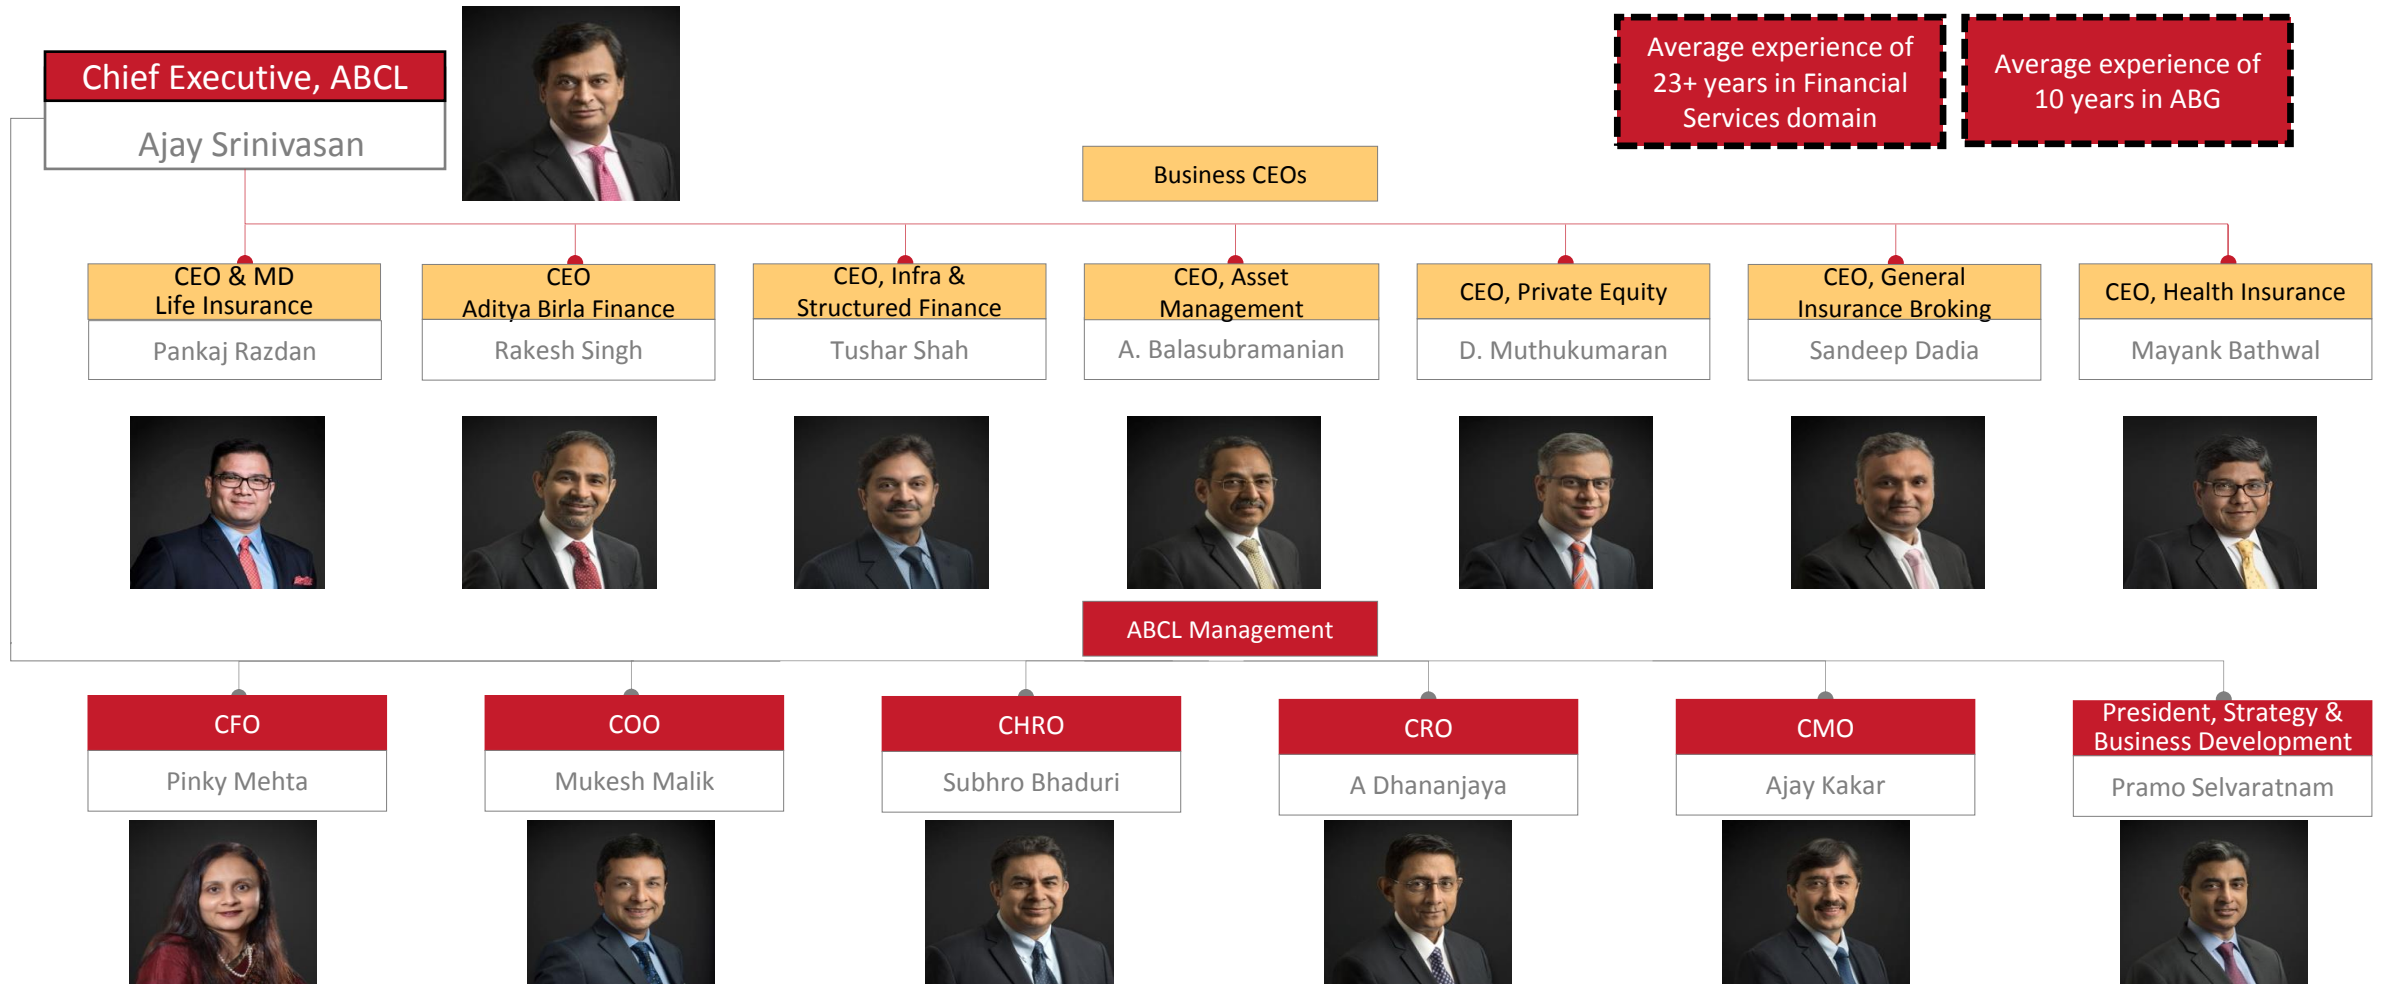 Chief Executive, ABCL
Ajay Srinivasan
Average experience of
23+ years in Financial
Services domain
Average experience of
10 years in ABG
Business CEOs
CEO & MD
Life Insurance
Pankaj Razdan
CEO
Aditya Birla Finance
Rakesh Singh
CEO, Infra &
Structured Finance
Tushar Shah
CEO, Asset
Management
A. Balasubramanian
CEO, Private Equity
D. Muthukumaran
CEO, General
Insurance Broking
Sandeep Dadia
CEO, Health Insurance
Mayank Bathwal
ABCL Management
CFO
Pinky Mehta
COO
Mukesh Malik
CHRO
Subhro Bhaduri
CRO
A Dhananjaya
CMO
Ajay Kakar
President, Strategy &
Business Development
Pramo Selvaratnam